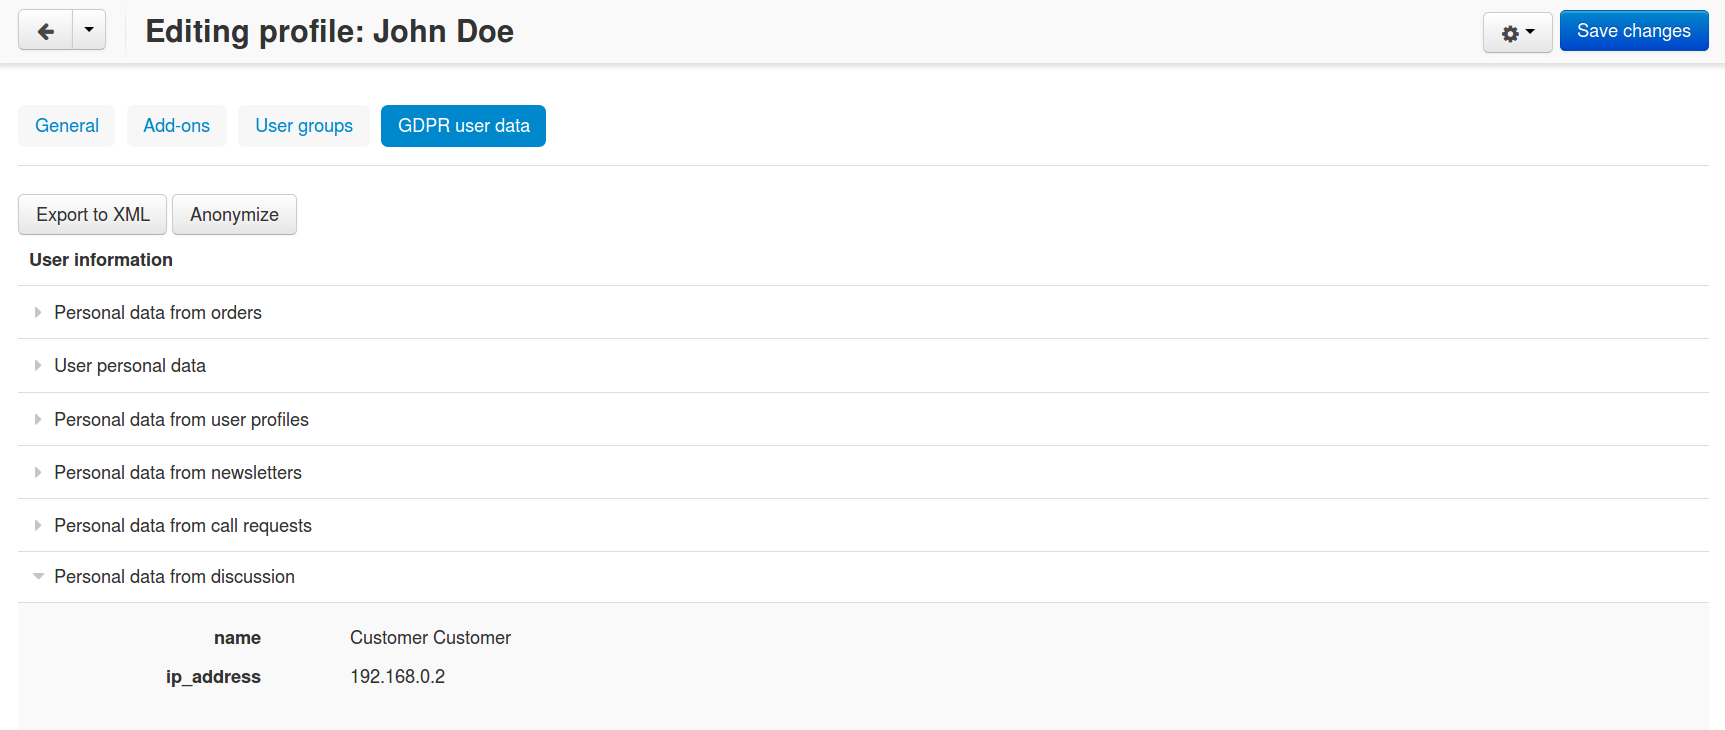 Editing profile: John Doe
Save changes
General Add-ons User groups GDPR user data
Export to XML Anonymize
User information
Personal data from orders
User personal data
Personal data from user profiles
Personal data from newsletters
Personal data from call requests
Personal data from discussion
name Customer Customer
ip_address 192.168.0.2